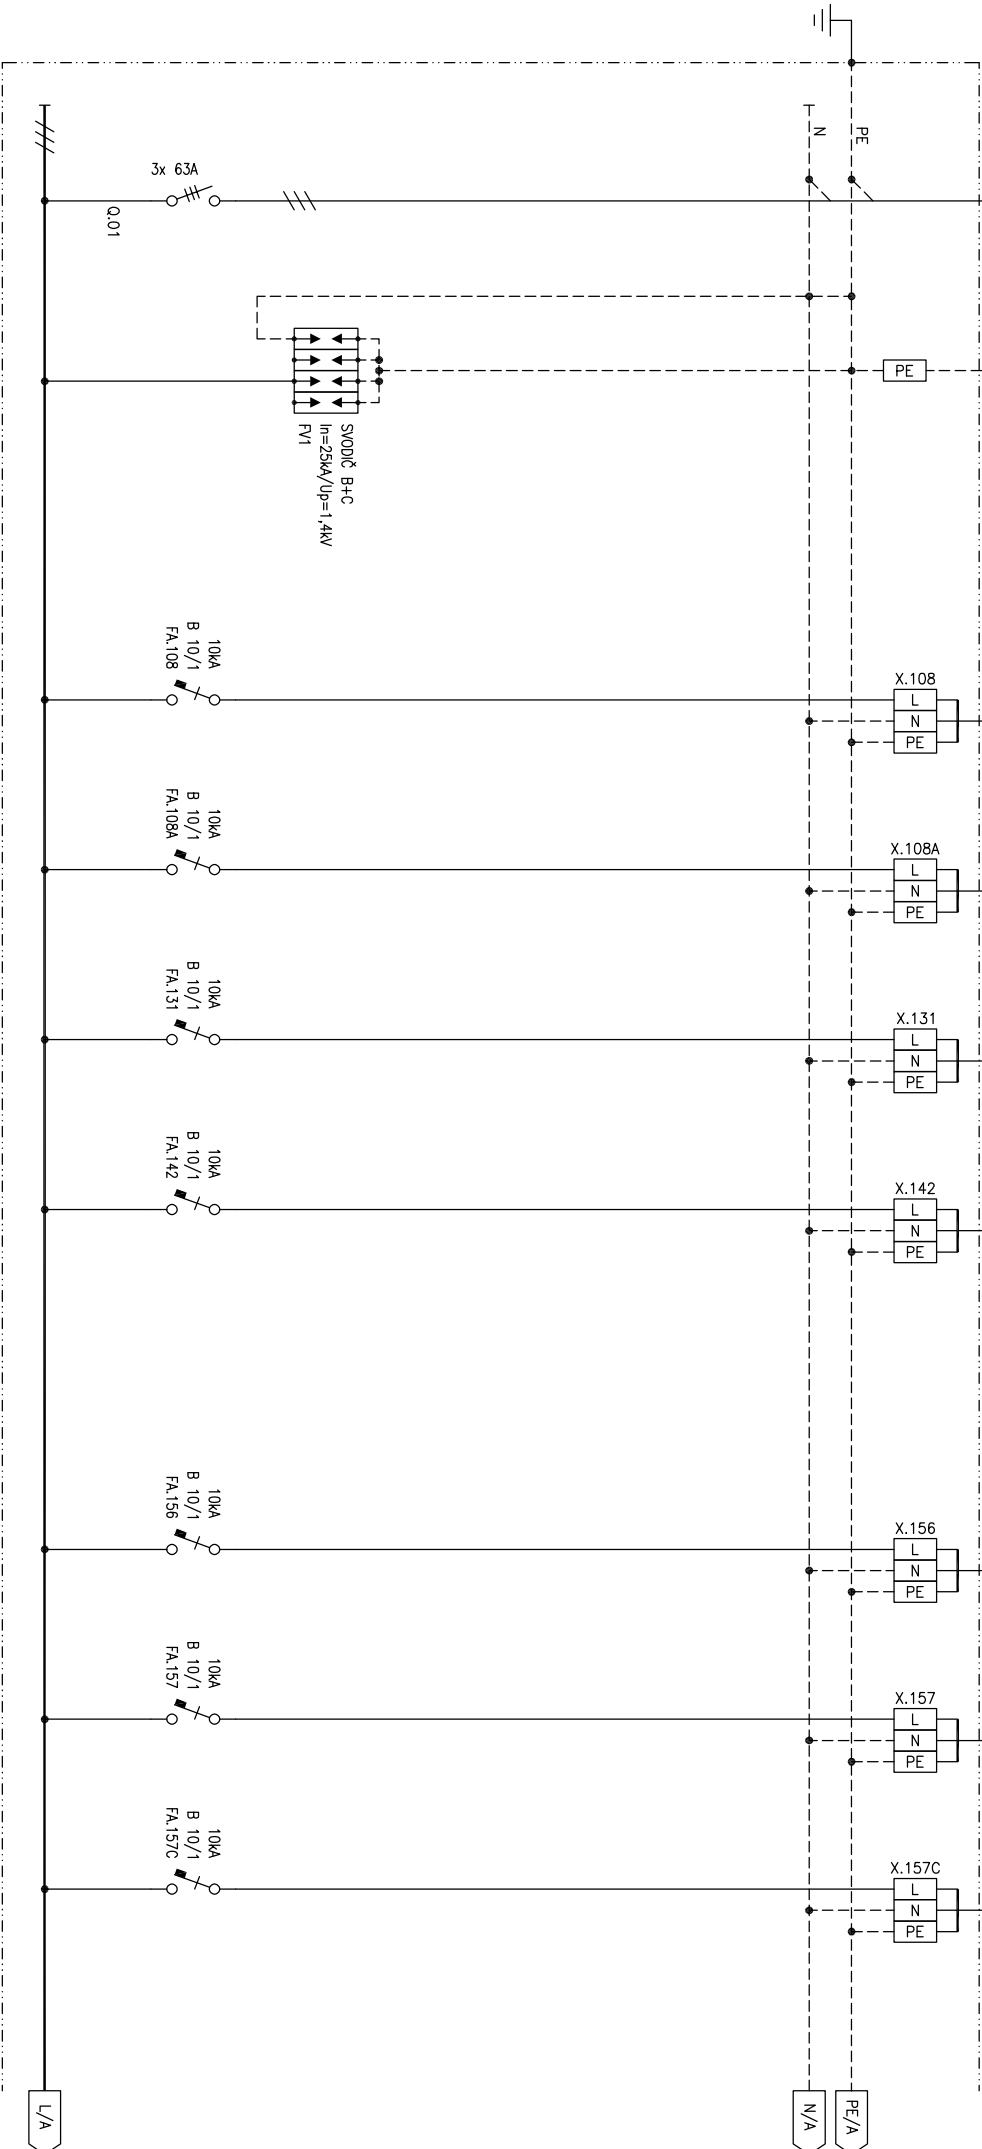 PE
N
3x 63A
Q.01
PE
SVODIČ B+C
In=25kA/Up=1,4kV
FV1
10kA
B 10/1
FA.108
X.108
L
N
PE
10kA
B 10/1
FA.108A
X.108A
L
N
PE
10kA
B 10/1
FA.131
X.131
L
N
PE
10kA
B 10/1
FA.142
X.142
L
N
PE
10kA
B 10/1
FA.156
X.156
L
N
PE
10kA
B 10/1
FA.157
X.157
L
N
PE
10kA
B 10/1
FA.157C
X.157C
L
N
PE
L/A
N/A
PE/A